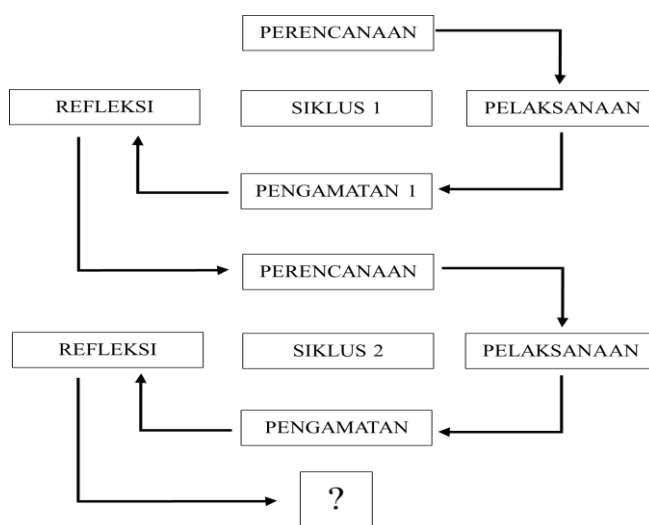 PERENCANAAN
REFLEKSI
SIKLUS 1
PELAKSANAAN
PENGAMATAN 1
PERENCANAAN
REFLEKSI
SIKLUS 2
PELAKSANAAN
PENGAMATAN
?